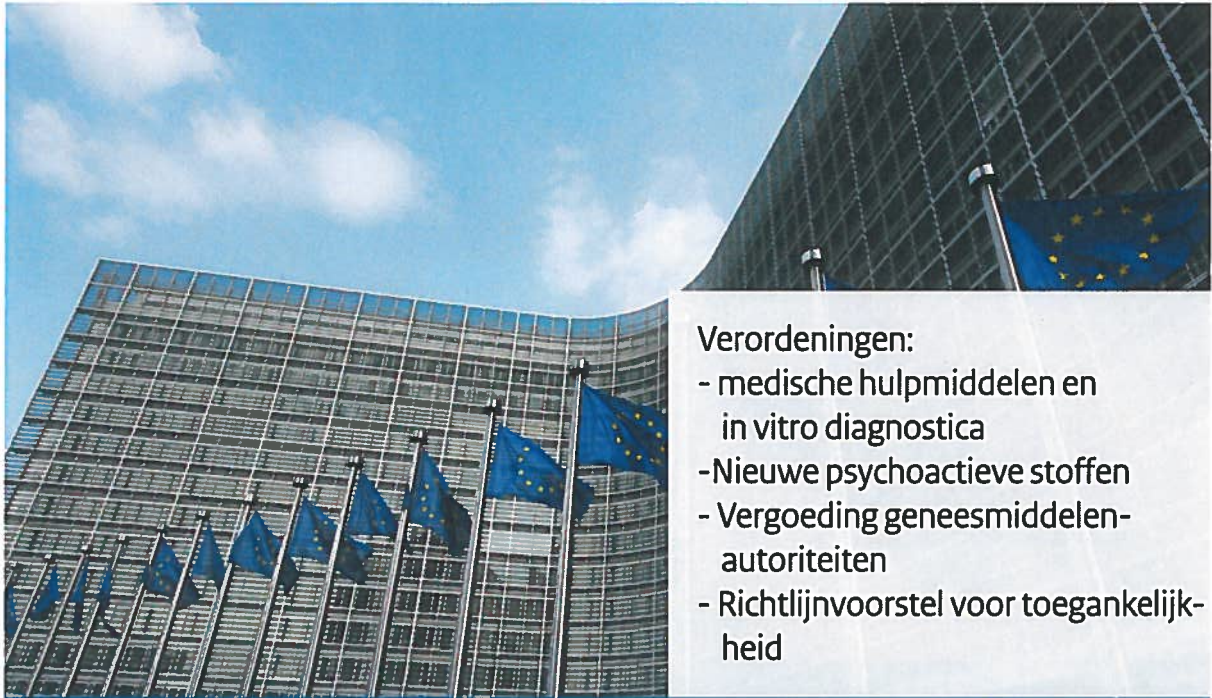 Verordeningen:
- medische hulpmiddelen en
in vitro diagnostica
-Nieuwe psychoactieve stoffen
- Vergoeding geneesmiddelen-
autoriteiten
- Richtlijnvoorstel voor toegankelijk-
heid